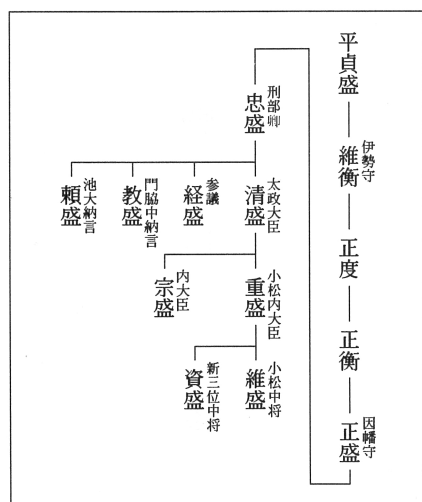 平貞盛
伊勢守
維衡
正度
正衡
因幡守
正盛
刑部卿
忠盛
太政大臣
清盛
参議
経盛
門脇中納言
教盛
池大納言
頼盛
小松内大臣
重盛
内大臣
宗盛
小松中将
維盛
新三位中将
資盛